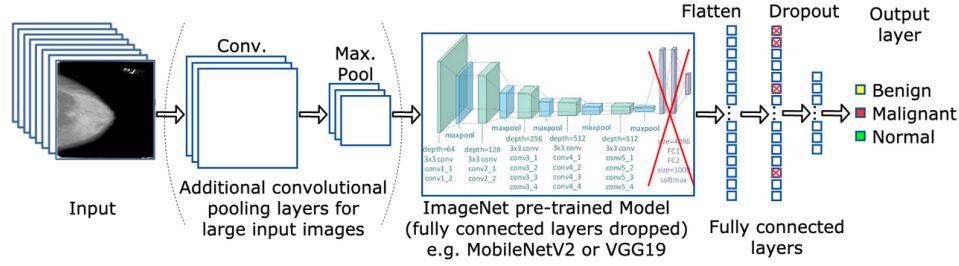 Flatten
Dropout
Output
layer
Conv.
Max.
Pool
Benign
Malignant
Normal
maxpool
maxpool
maxpool
maxpool
maxpool
depth=64
3x3 conv
conv1_1
conv1_2
depth=128
3x3 conv
conv2_1
conv2_2
depth=256
3x3 conv
conv3_1
conv3_2
conv3_3
conv3_4
depth=512
3x3 conv
conv4_1
conv4_2
conv4_3
conv4_4
depth=512
3x3 conv
conv5_1
conv5_2
conv5_3
conv5_4
size=4096
FC1
FC2
size=1000
softmax
Input
Additional convolutional
pooling layers for
large input images
ImageNet pre-trained Model
(fully connected layers dropped)
e.g. MobileNetV2 or VGG19
Fully connected
layers